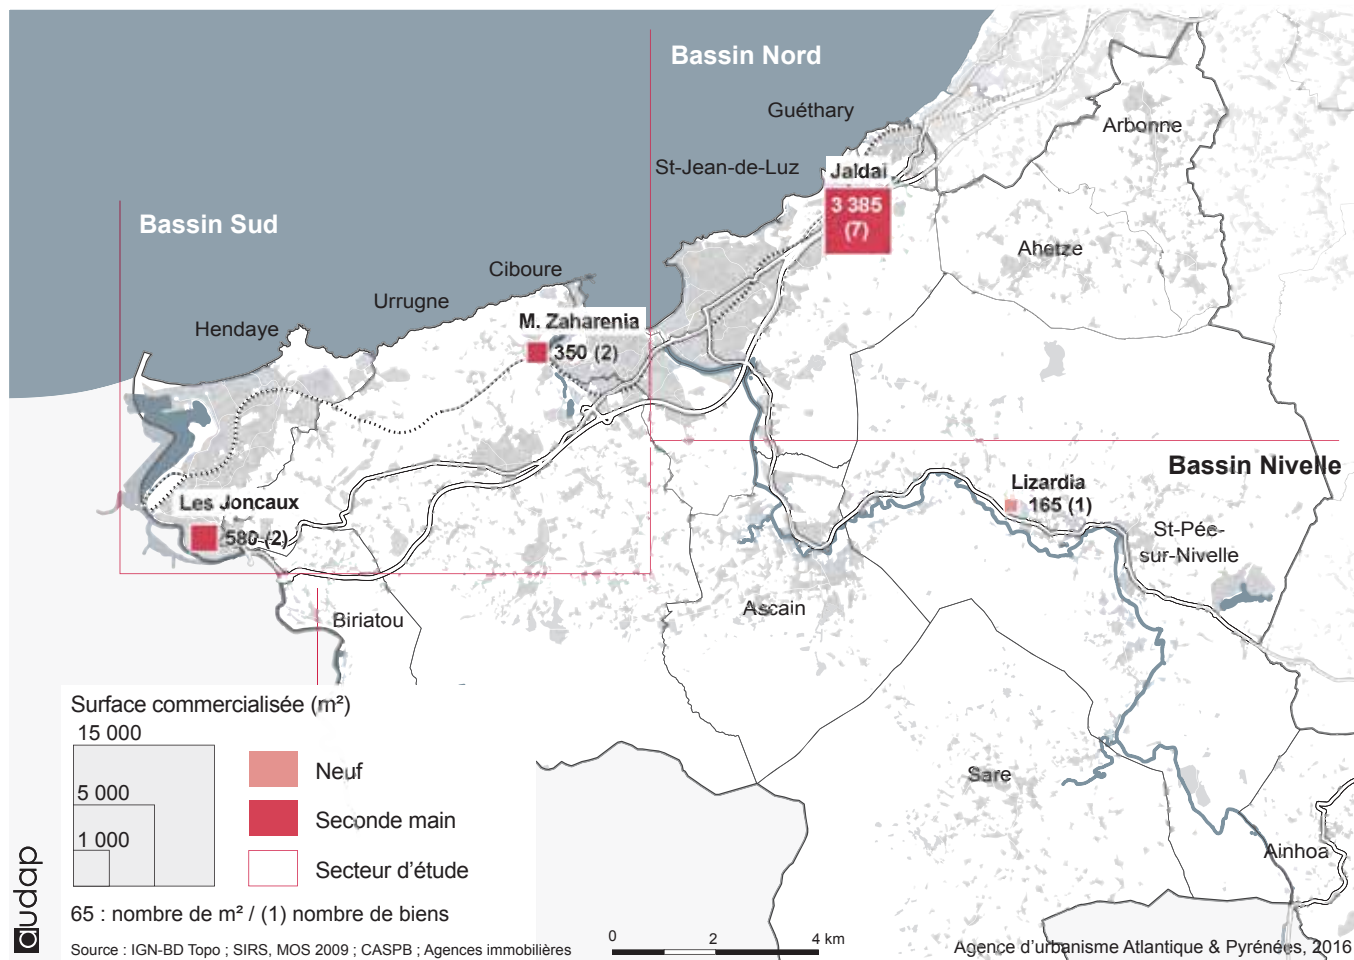 Bassin Nord
Guéthary
Arbonne
St-Jean-de-Luz
Jaldai
3 385
(7)
Bassin Sud
Ahetze
Ciboure
Urrugne
Hendaye
M. Zaharenia
350 (2)
Bassin Nivelle
Lizardia
165 (1)
Les Joncaux
580 (2)
St-Pée-
sur-Nivelle
Ascain
Biriatou
Sare
Ainhoa
Surface commercialisée (m²)
15 000
5 000
1 000
Neuf
Seconde main
Secteur d'étude
65 : nombre de m² / (1) nombre de biens
Source : IGN-BD Topo ; SIRS, MOS 2009 ; CASPB ; Agences immobilières
0 2 4 km
Agence d'urbanisme Atlantique & Pyrénées, 2016
audap